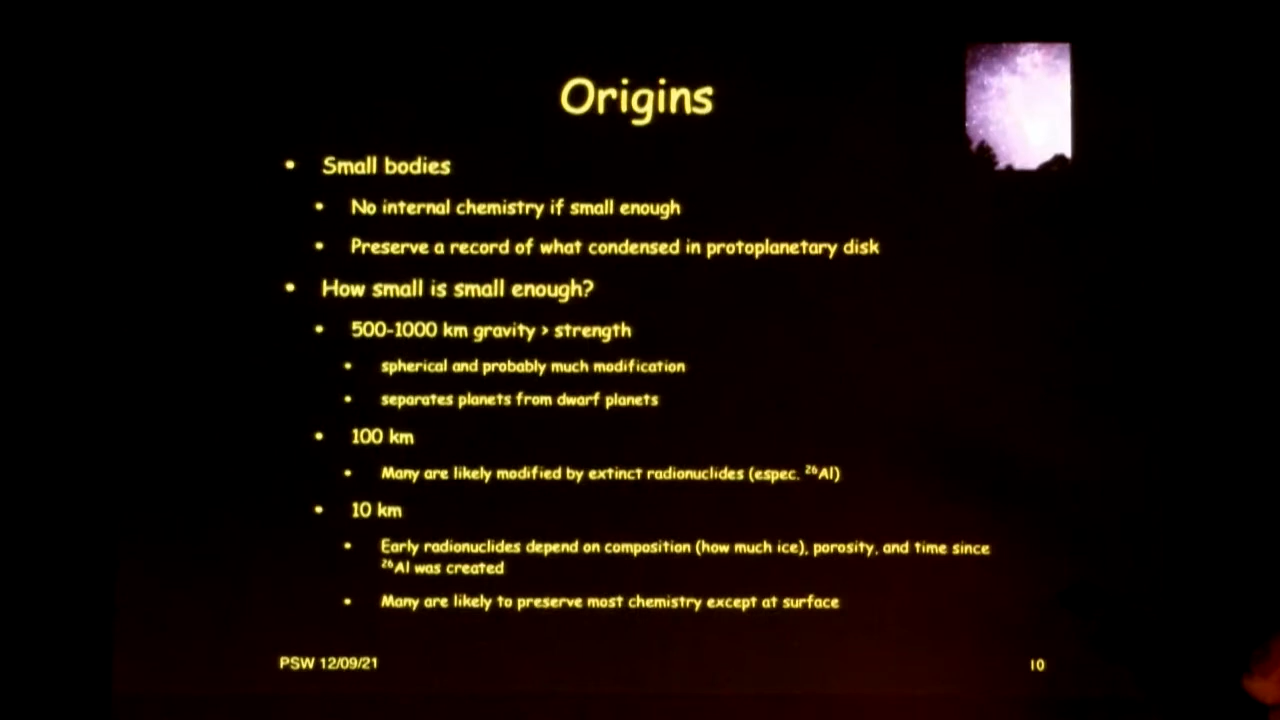 Origins
• Small bodies
• No internal chemistry if small enough
• Preserve a record of what condensed in protoplanetary disk
• How small is small enough?
• 500-1000 km gravity > strength
• spherical and probably much modification
• separates planets from dwarf planets
• 100 km
• Many are likely modified by extinct radionuclides (espec. ²⁶Al)
• 10 km
• Early radionuclides depend on composition (how much ice), porosity, and time since
²⁶Al was created
• Many are likely to preserve most chemistry except at surface
PSW 12/09/21
10